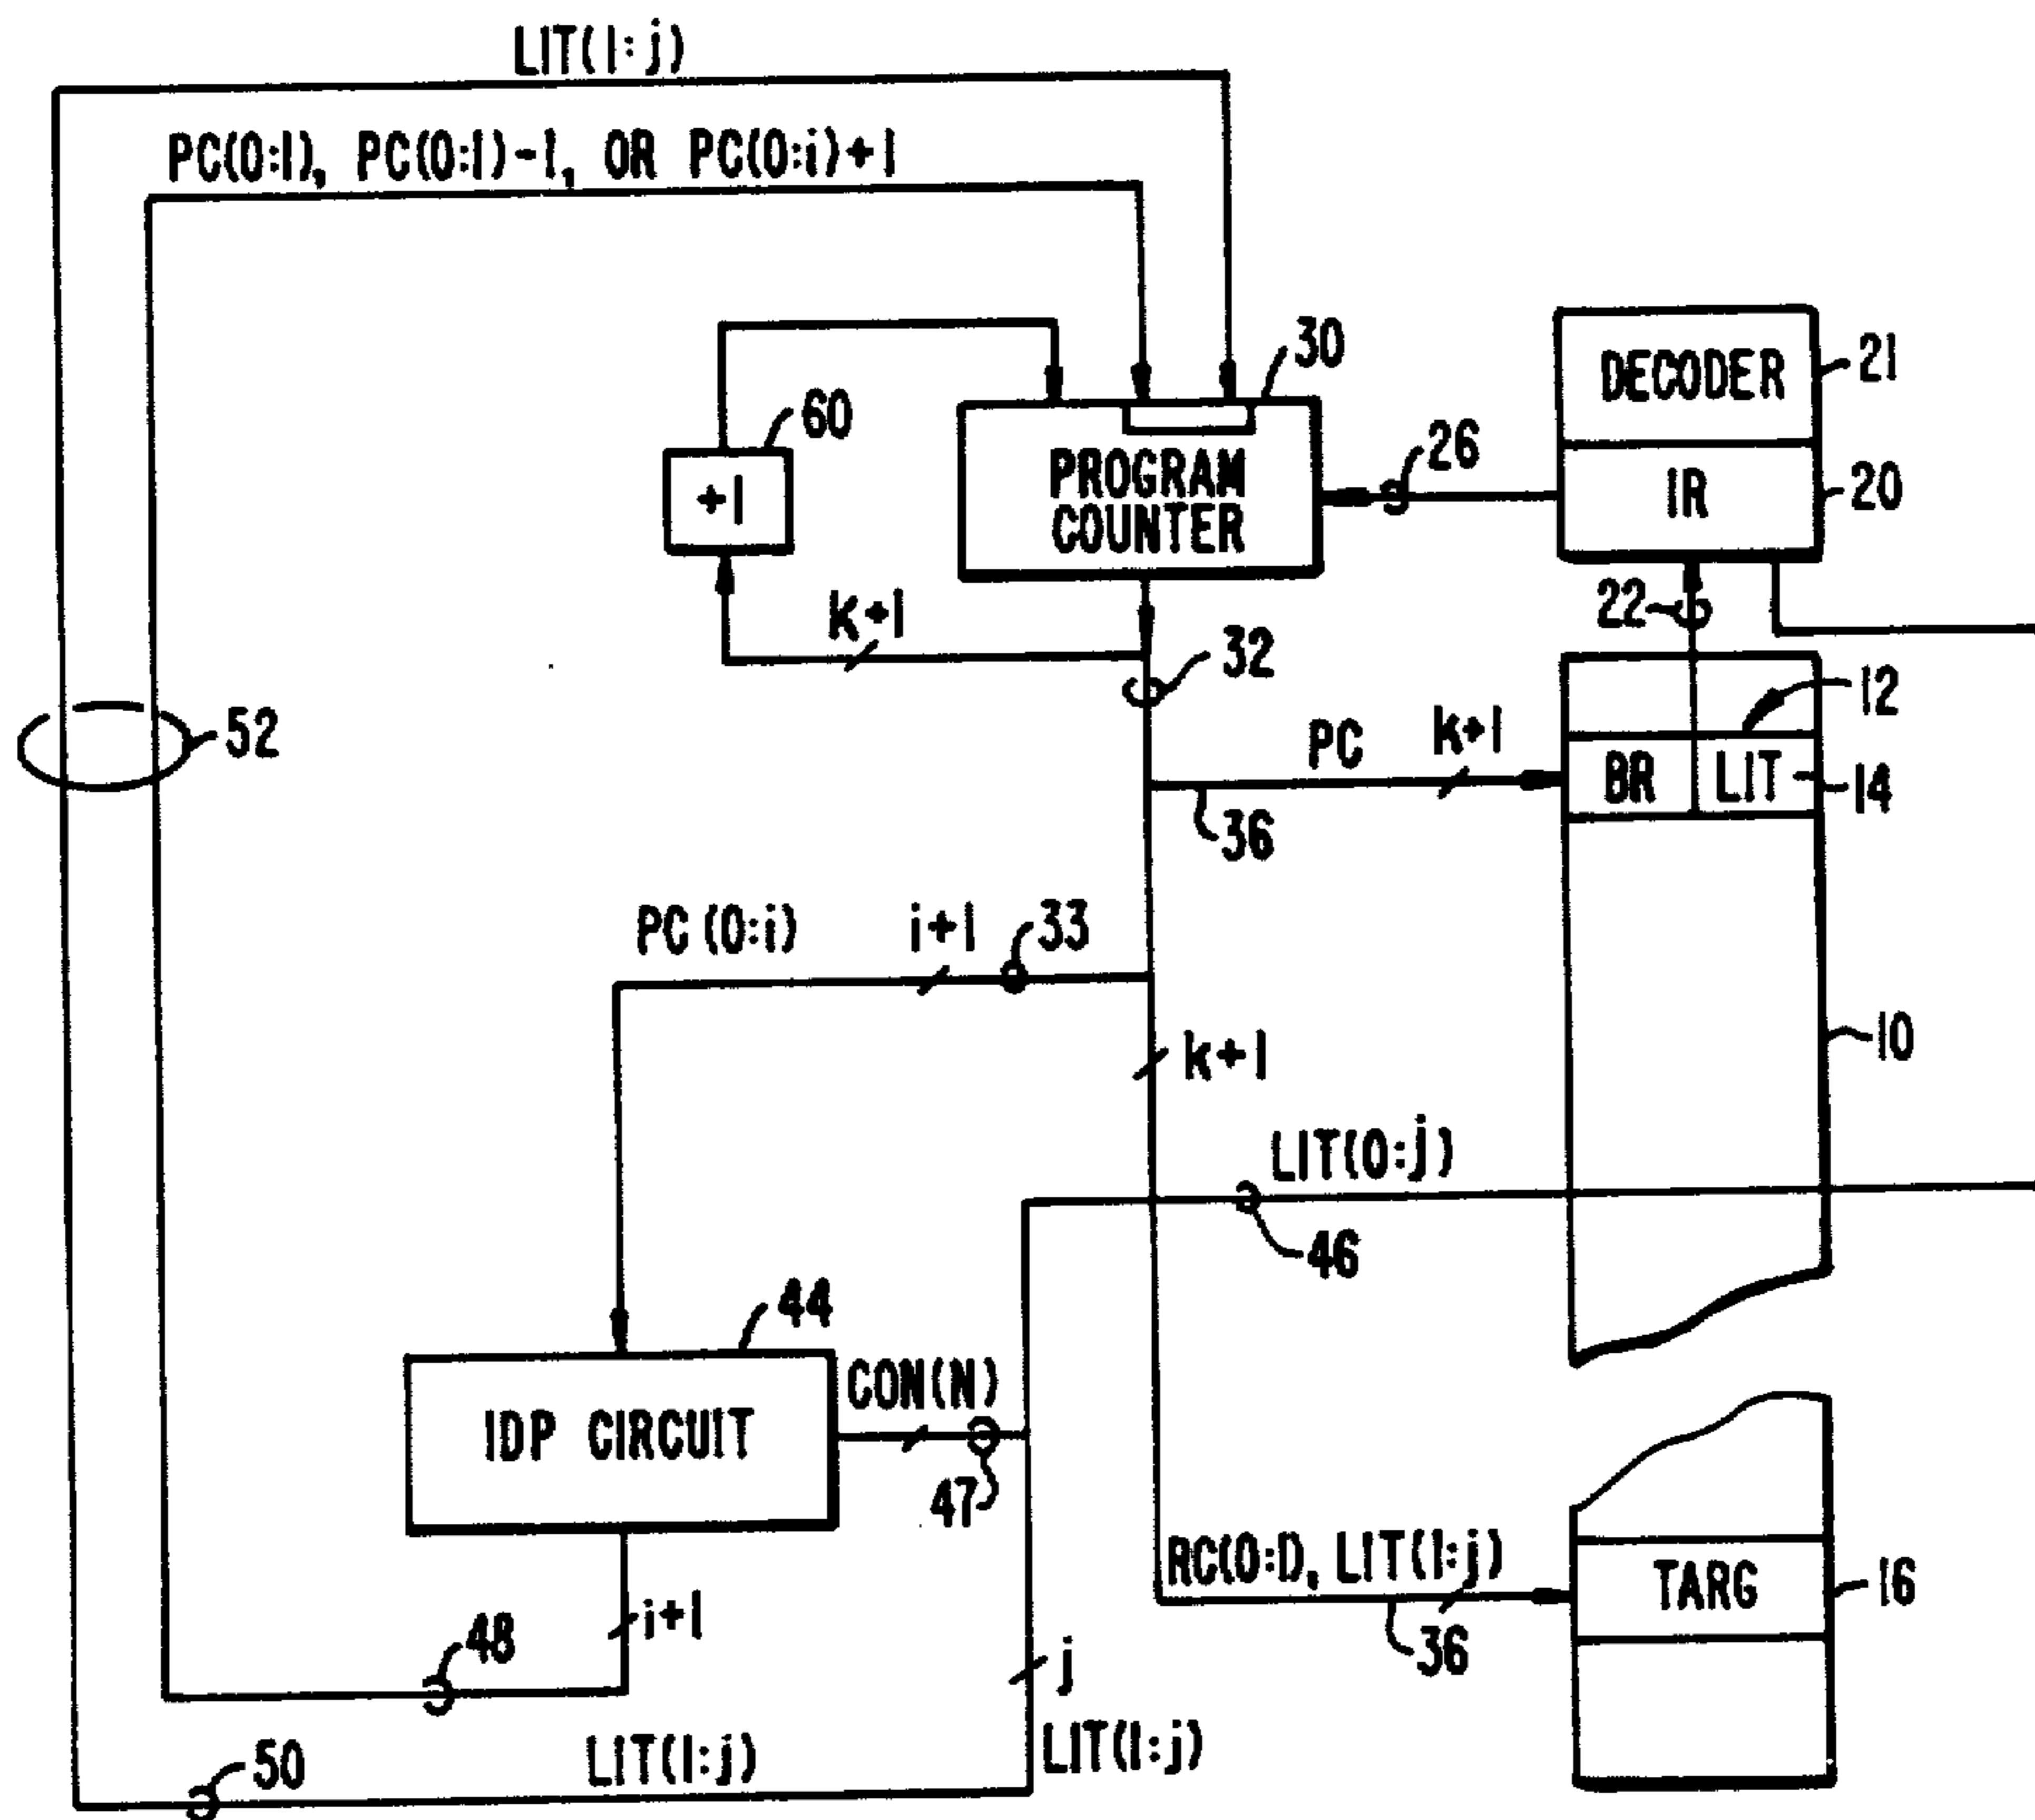 LIT(1:j)
PC(0:1), PC(0:1)-1, OR PC(0:i)+1
30
DECODER
21
60
26
+1
PROGRAM
COUNTER
IR
20
K+1
22
32
12
52
PC
k+1
BR
LIT
14
36
PC (0:i)
i+1
33
k+1
10
LIT(0:j)
46
44
CON(N)
IDP CIRCUIT
47
RC(0:1), LIT(1:j)
TARG
16
i+1
48
36
j
LIT(1:j)
LIT(1:j)
50